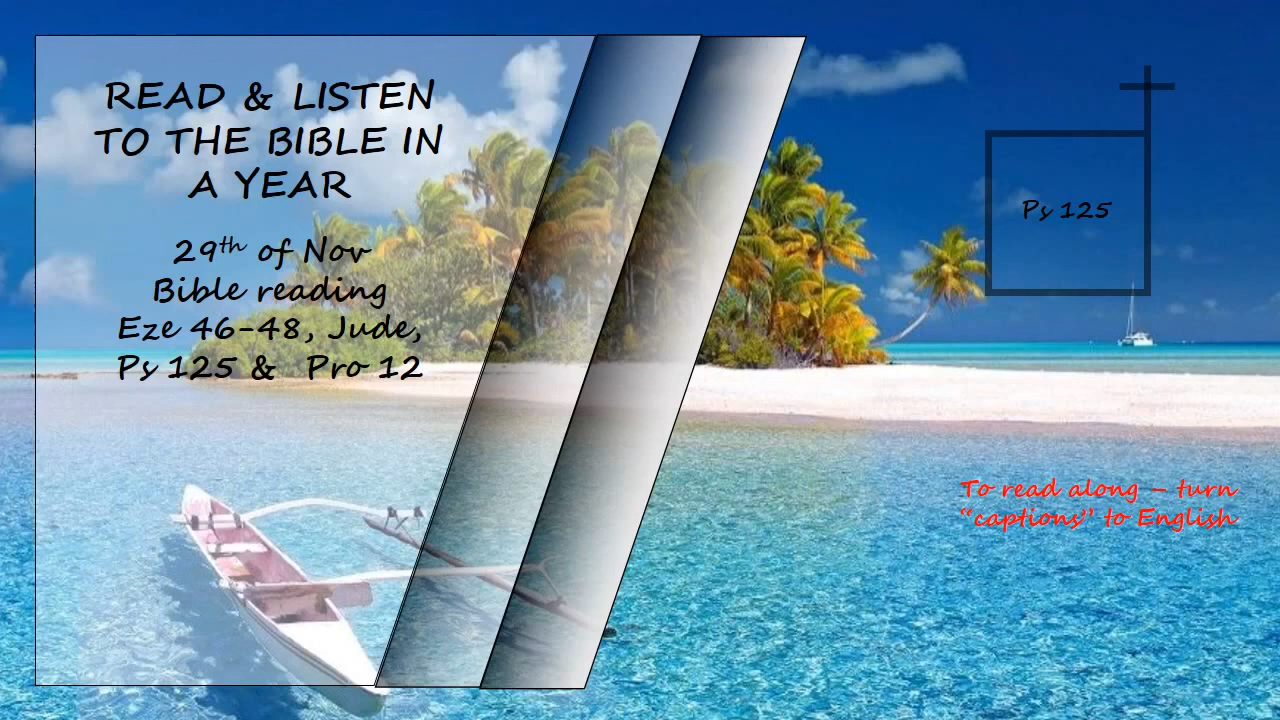 READ & LISTEN
TO THE BIBLE IN
A YEAR
29th of Nov
Bible reading
Eze 46-48, Jude,
Ps 125 & Pro 12
Ps 125
To read along – turn
“captions” to English